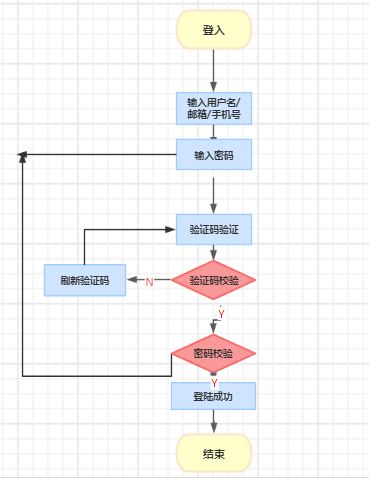 登入
输入用户名/
邮箱/手机号
输入密码
验证码验证
刷新验证码
N
验证码校验
Y
密码校验
Y
登陆成功
结束